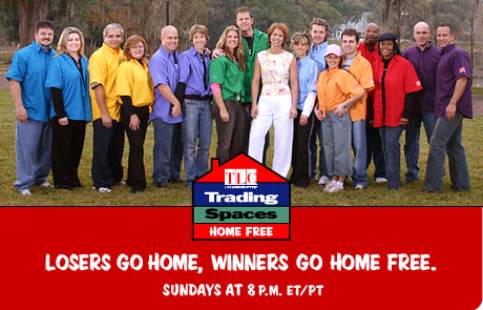 TLC
Trading
Spaces
HOME FREE
LOSERS GO HOME, WINNERS GO HOME FREE.
SUNDAYS AT 8 P.M. ET/PT